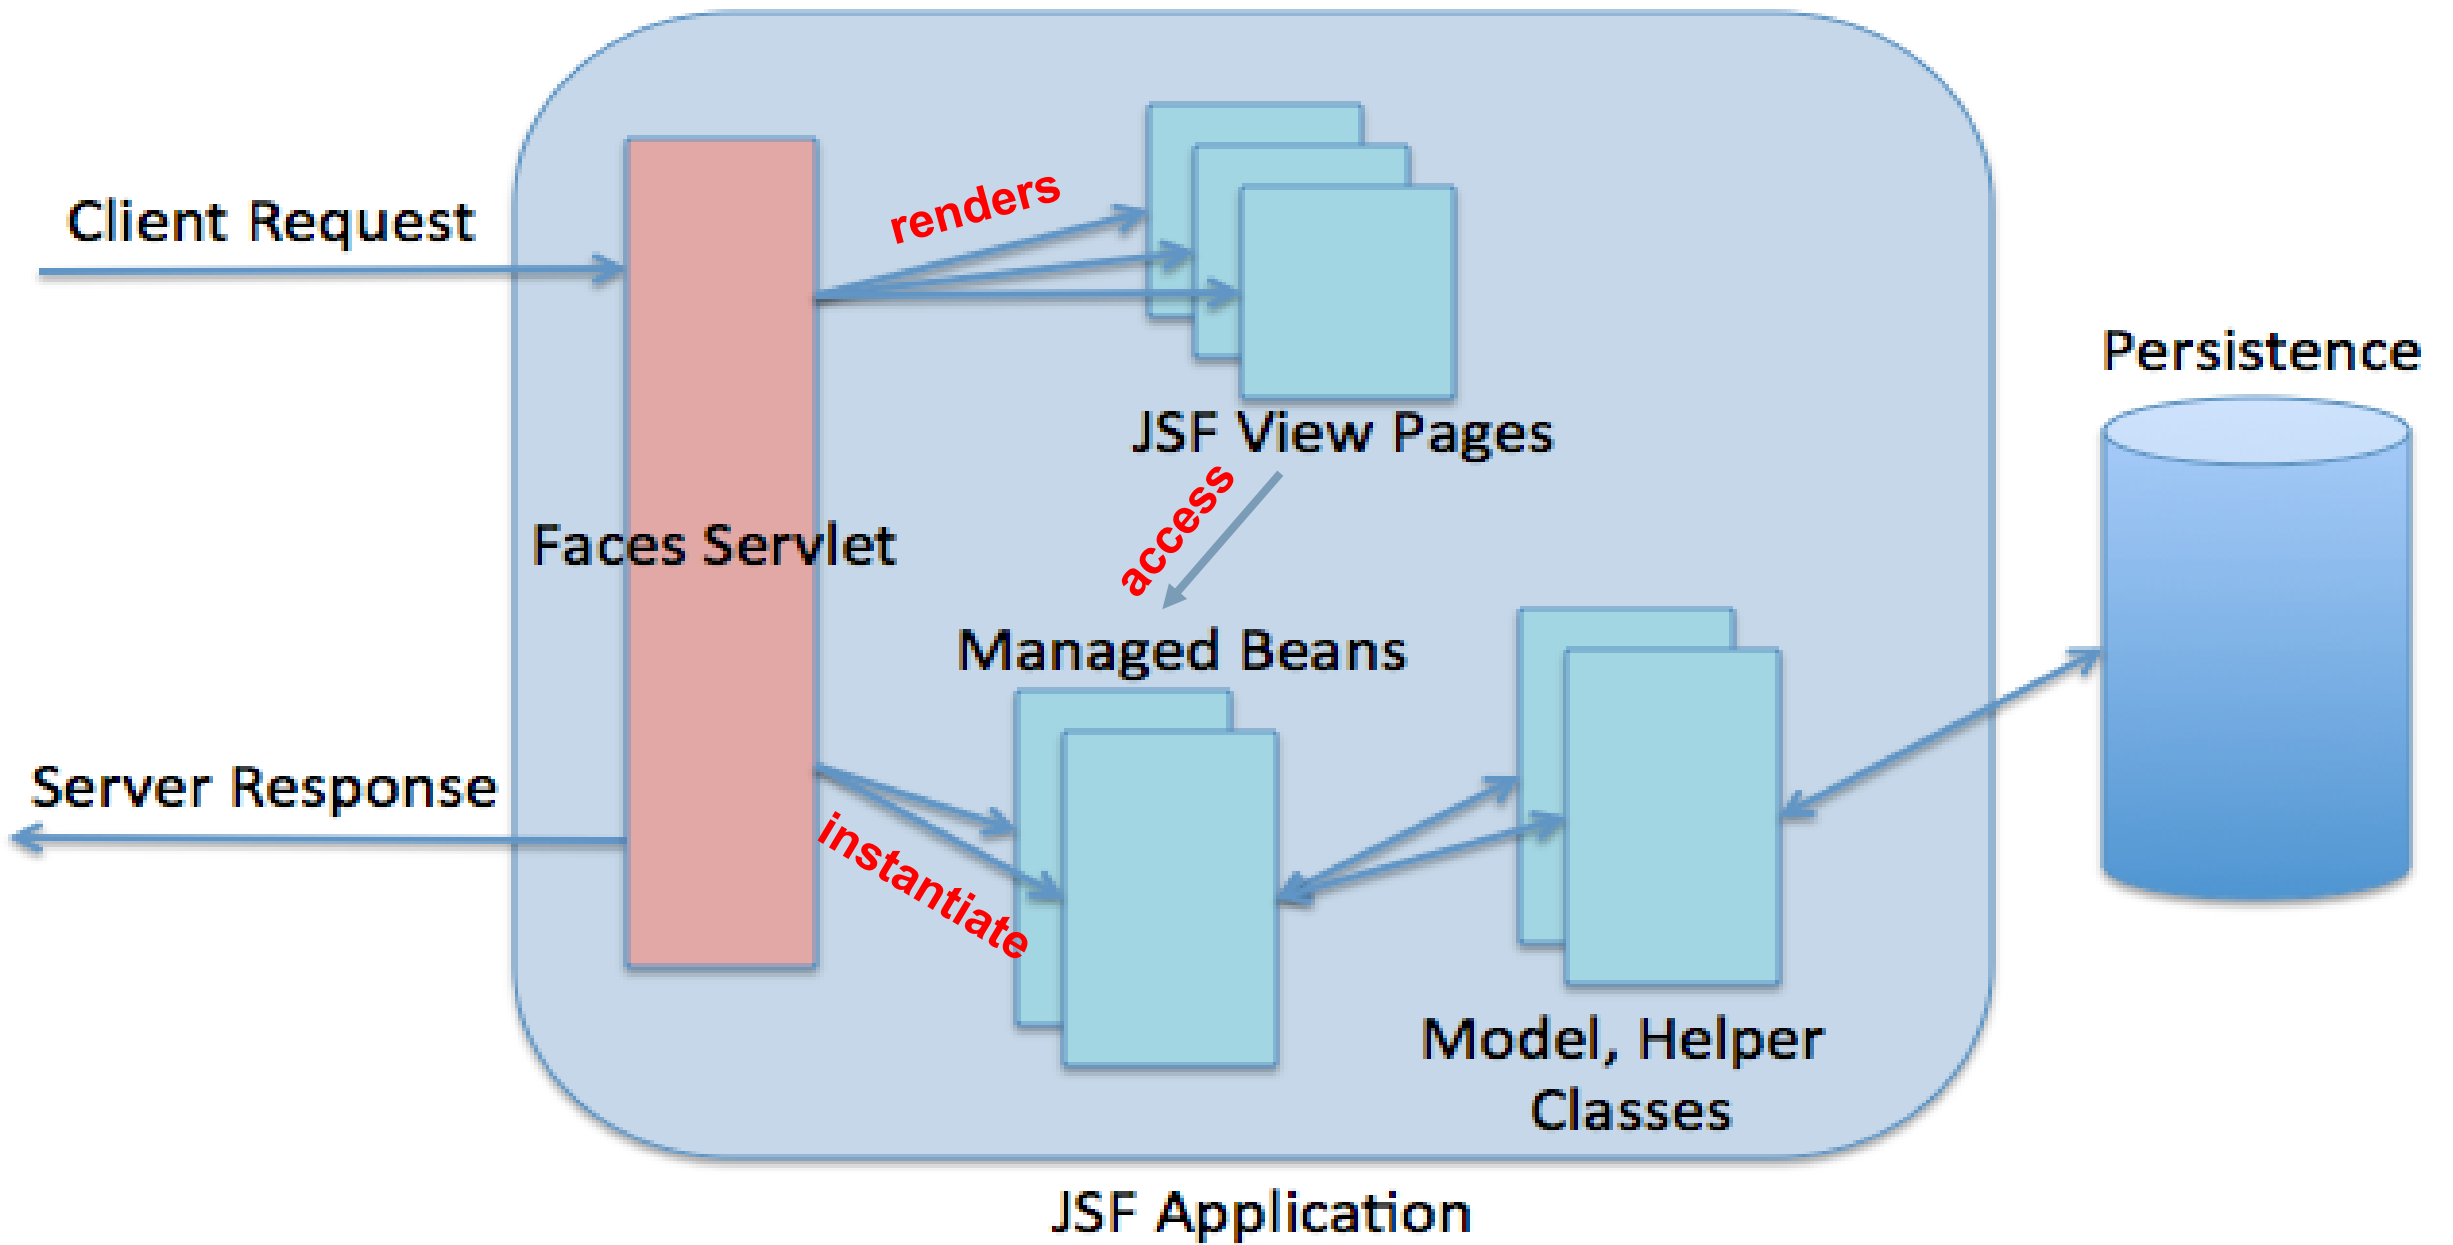 renders
Client Request
Persistence
JSF View Pages
access
Faces Servlet
Managed Beans
Server Response
instantiate
Model, Helper
Classes
JSF Application